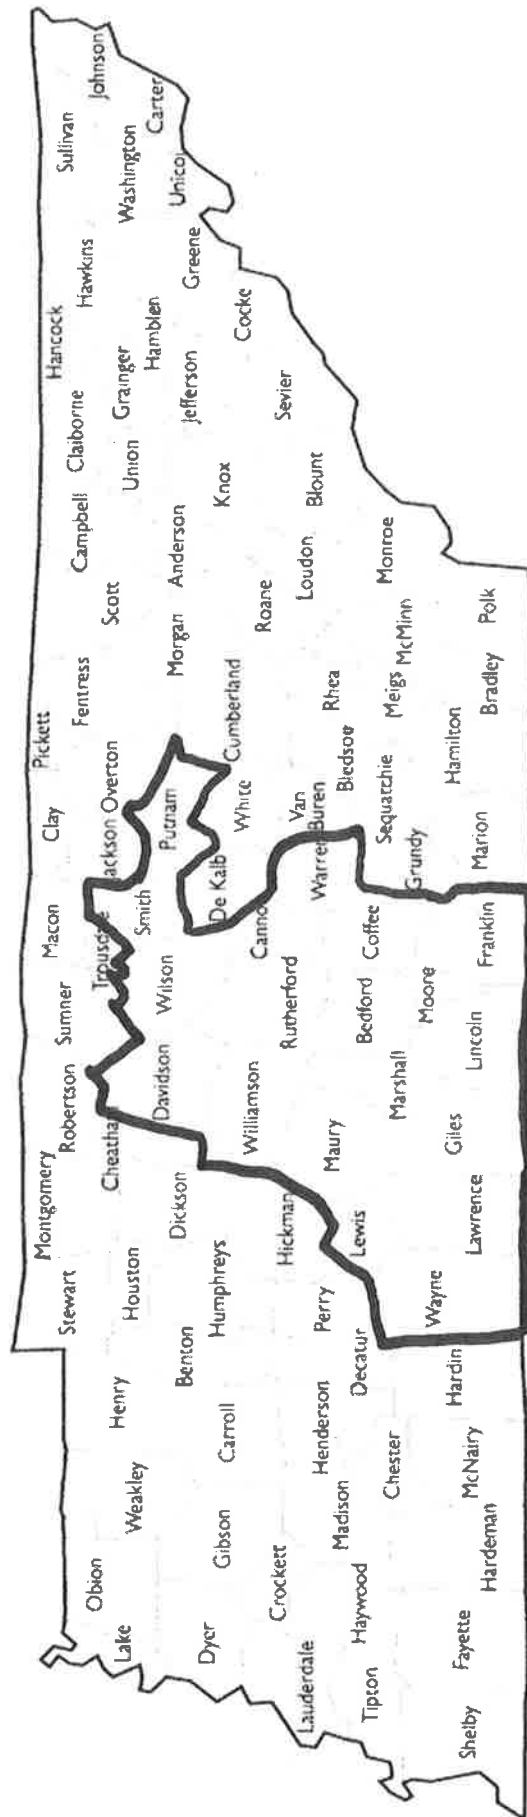 Johnson
Sullivan
Carter
Washington
Unicoi
Hawkins
Greene
Hancock
Hamblen
Cocke
Grainger
Jefferson
Claiborne
Sevier
Union
Campbell
Knox
Blount
Anderson
Scott
Loudon
Monroe
Roane
Morgan
McMinn
Polk
Fentress
Cumberland
Rhea
Meigs
Bradley
Pickett
Overton
Bledsoe
Hamilton
Clay
Putnam
White
Van
Buren
Sequatchie
Jackson
Warren
Grundy
Marion
De Kalb
Smith
Macon
Cannon
Coffee
Franklin
Trousdale
Wilson
Sumner
Rutherford
Bedford
Moore
Robertson
Davidson
Williamson
Marshall
Lincoln
Cheatha
Maury
Giles
Montgomery
Dickson
Hickman
Lewis
Lawrence
Stewart
Houston
Humphreys
Perry
Wayne
Benton
Decatur
Henry
Hardin
Carroll
Henderson
Chester
Weakley
McNairy
Gibson
Madison
Obion
Crockett
Hardeman
Haywood
Lake
Dyer
Lauderdale
Tipton
Fayette
Shelby